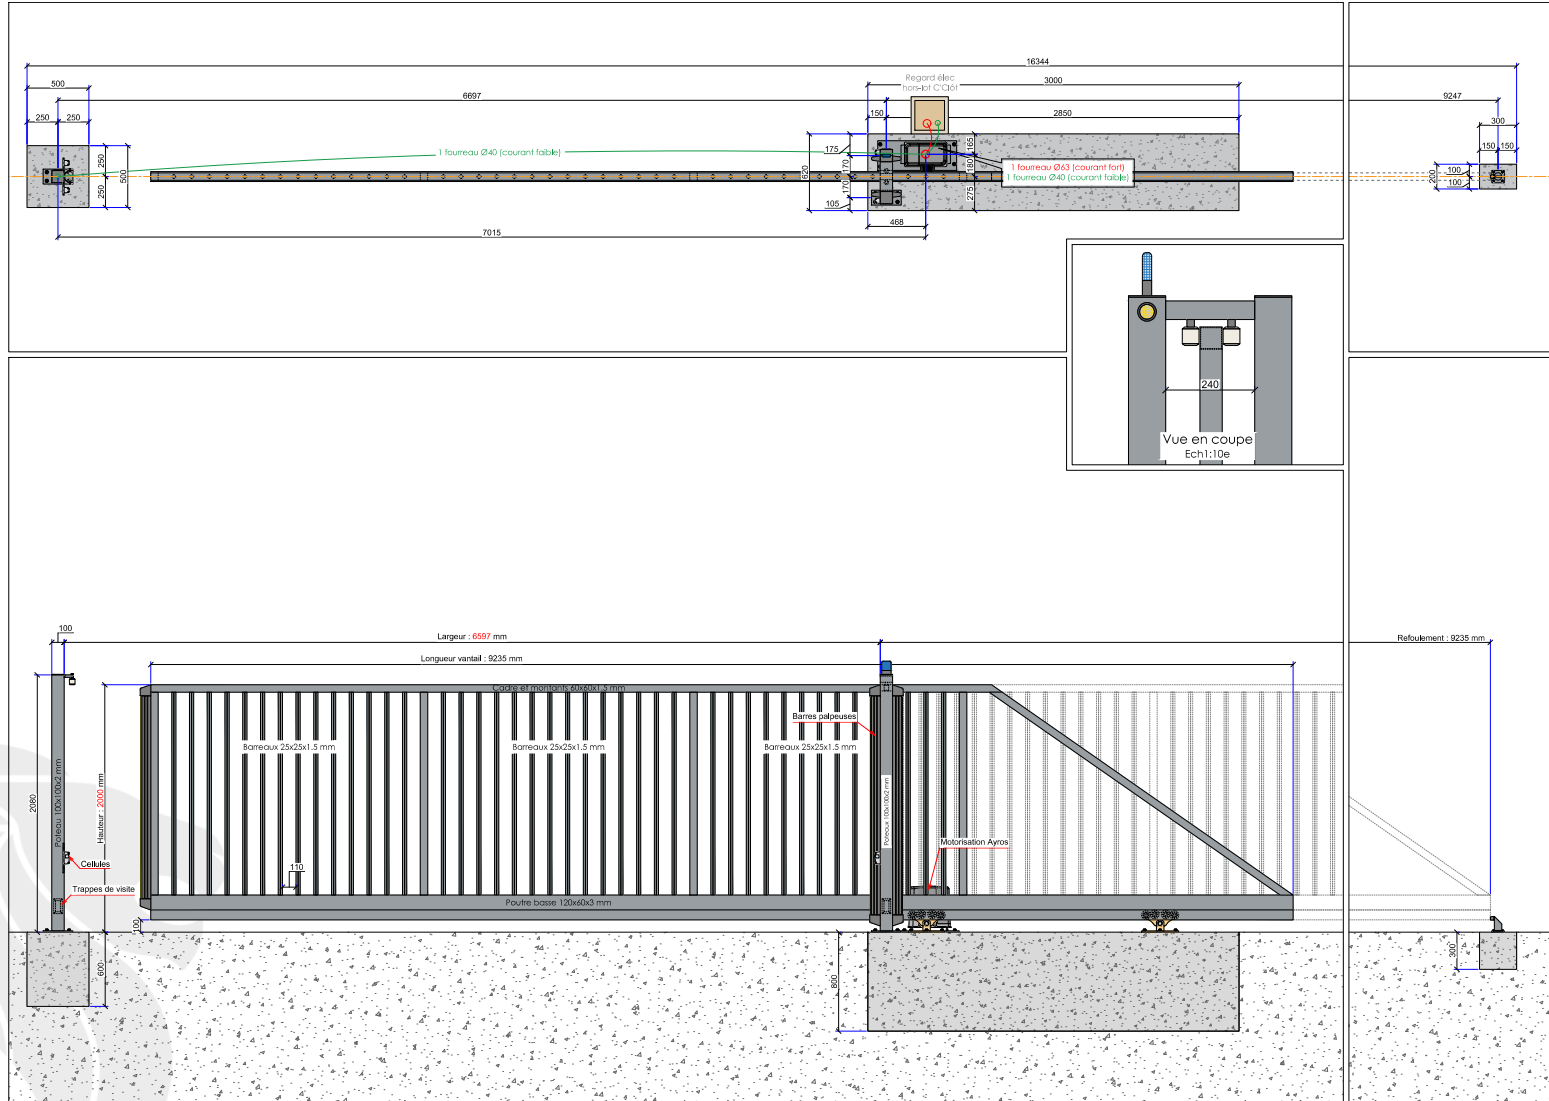 16344
500
3000
Regard élec
hors-lot C'Clôt
6697
9247
150
2850
250
250
300
150
150
175
165
1 fourreau Ø40 (courant faible)
250
500
250
620
170
170
180
275
105
1 fourreau Ø63 (courant fort)
1 fourreau Ø40 (courant faible)
200
100
100
468
7015
240
Vue en coupe
Ech1:10e
100
Largeur : 6597 mm
Refoulement : 9235 mm
Longueur vantail : 9235 mm
Cadre et montants 60x60x1.5 mm
Barres palpeuses
Barreaux 25x25x1.5 mm
Barreaux 25x25x1.5 mm
Barreaux 25x25x1.5 mm
Poteau 100x100x2 mm
2080
Hauteur : 2000 mm
Poteaux 100x100x2 mm
Motorisation Ayros
Cellules
110
Trappes de visite
Poutre basse 120x60x3 mm
100
600
800
300